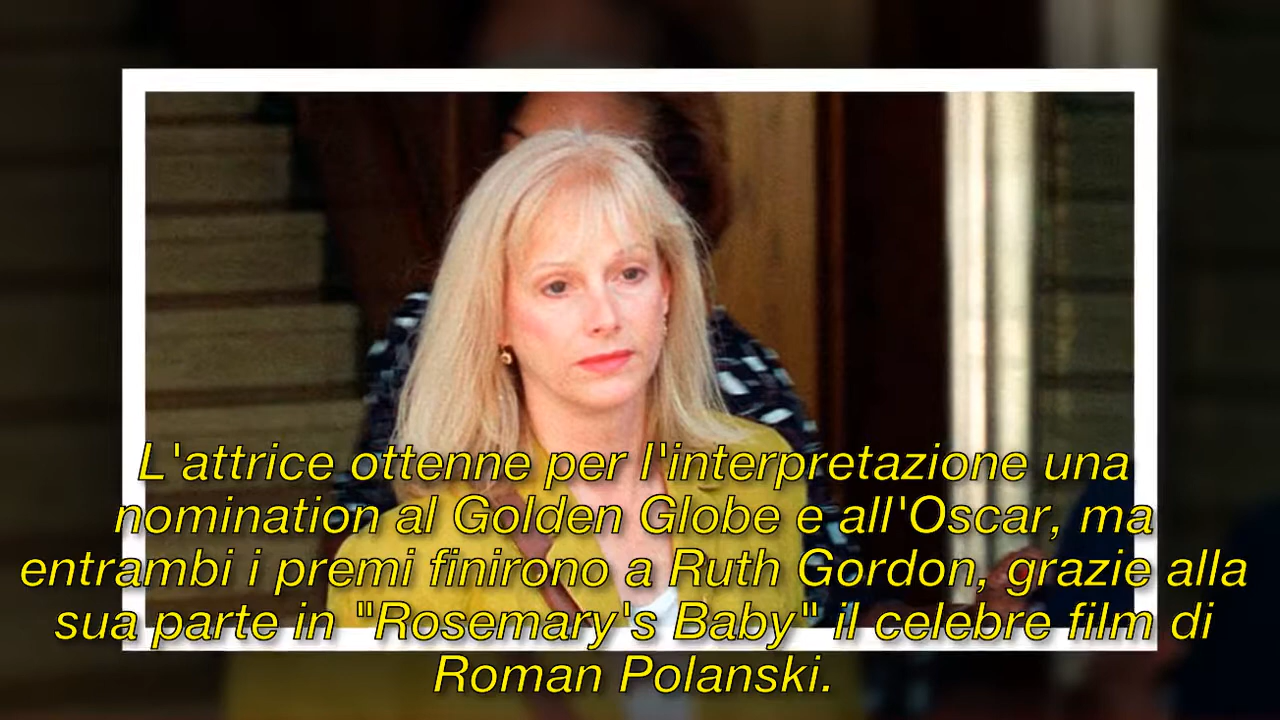 L'attrice ottenne per l'interpretazione una
nomination al Golden Globe e all'Oscar, ma
entrambi i premi finirono a Ruth Gordon, grazie alla
sua parte in "Rosemary's Baby" il celebre film di
Roman Polanski.